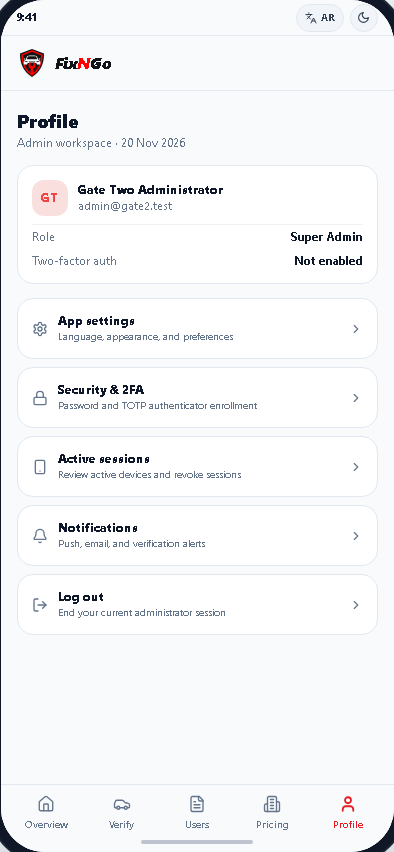 9:41
AR
FixNGo
Profile
Admin workspace · 20 Nov 2026
GT
Gate Two Administrator
admin@gate2.test
Role
Super Admin
Two-factor auth
Not enabled
App settings
Language, appearance, and preferences
Security & 2FA
Password and TOTP authenticator enrollment
Active sessions
Review active devices and revoke sessions
Notifications
Push, email, and verification alerts
Log out
End your current administrator session
Overview
Verify
Users
Pricing
Profile